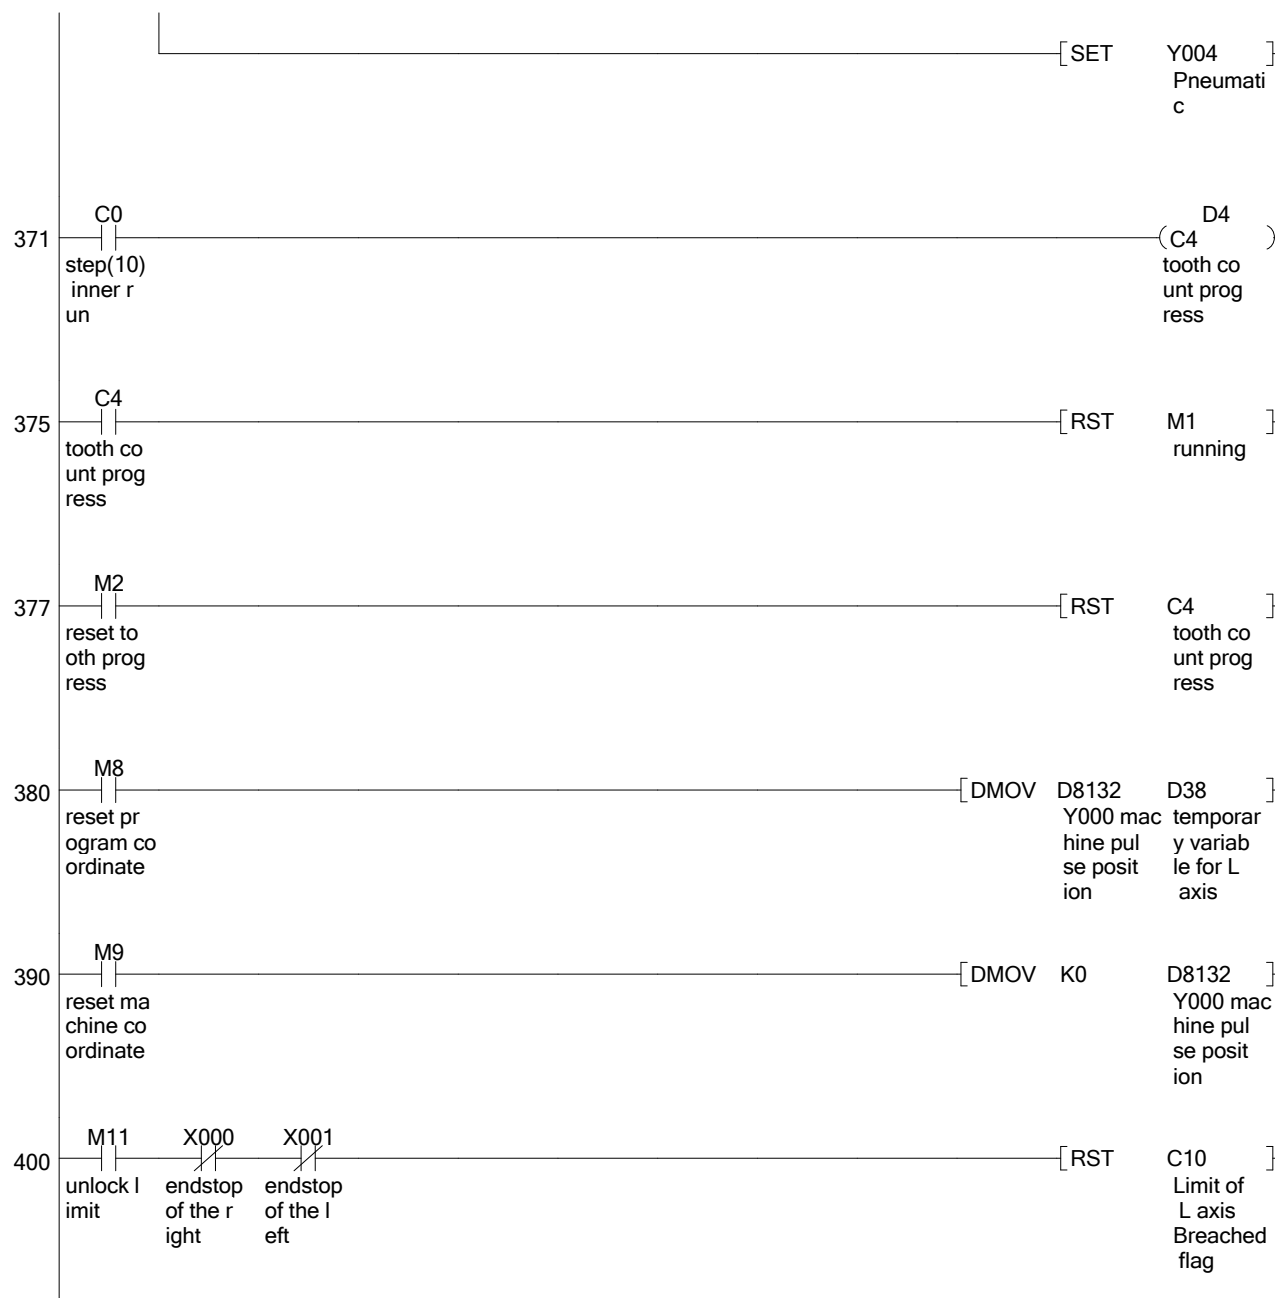 SET Y004
Pneumati
c
C0 D4
371 C4
step(10) tooth co
inner r unt prog
un ress
C4
375 RST M1
tooth co running
unt prog
ress
M2
377 RST C4
reset to tooth co
oth prog unt prog
ress ress
M8
380 DMOV D8132 D38
reset pr Y000 mac temporar
ogram co hine pul y variab
ordinate se posit le for L
ion axis
M9
390 DMOV K0 D8132
reset ma Y000 mac
chine co hine pul
ordinate se posit
ion
M11 X000 X001
400 RST C10
unlock l endstop endstop Limit of
imit of the r of the l L axis
ight eft Breached
flag